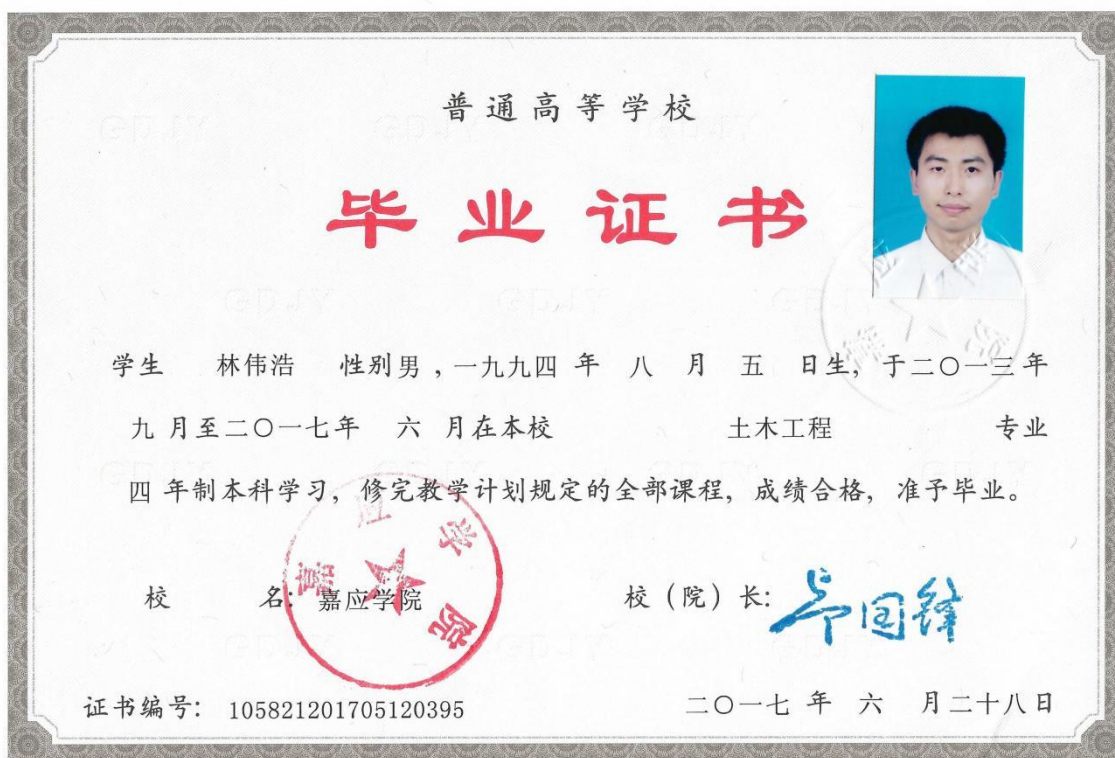 普通高等学校
毕业证书
学生 林伟浩 性别男，一九九四 年 八 月 五 日生，于二〇一三年
九 月至二〇一七年 六 月在本校 土木工程 专业
四 年制本科学习，修完教学计划规定的全部课程，成绩合格，准予毕业。
校 名：嘉应学院 校（院）长：
嘉应学院
证书编号：105821201705120395 二〇一七 年 六 月二十八日